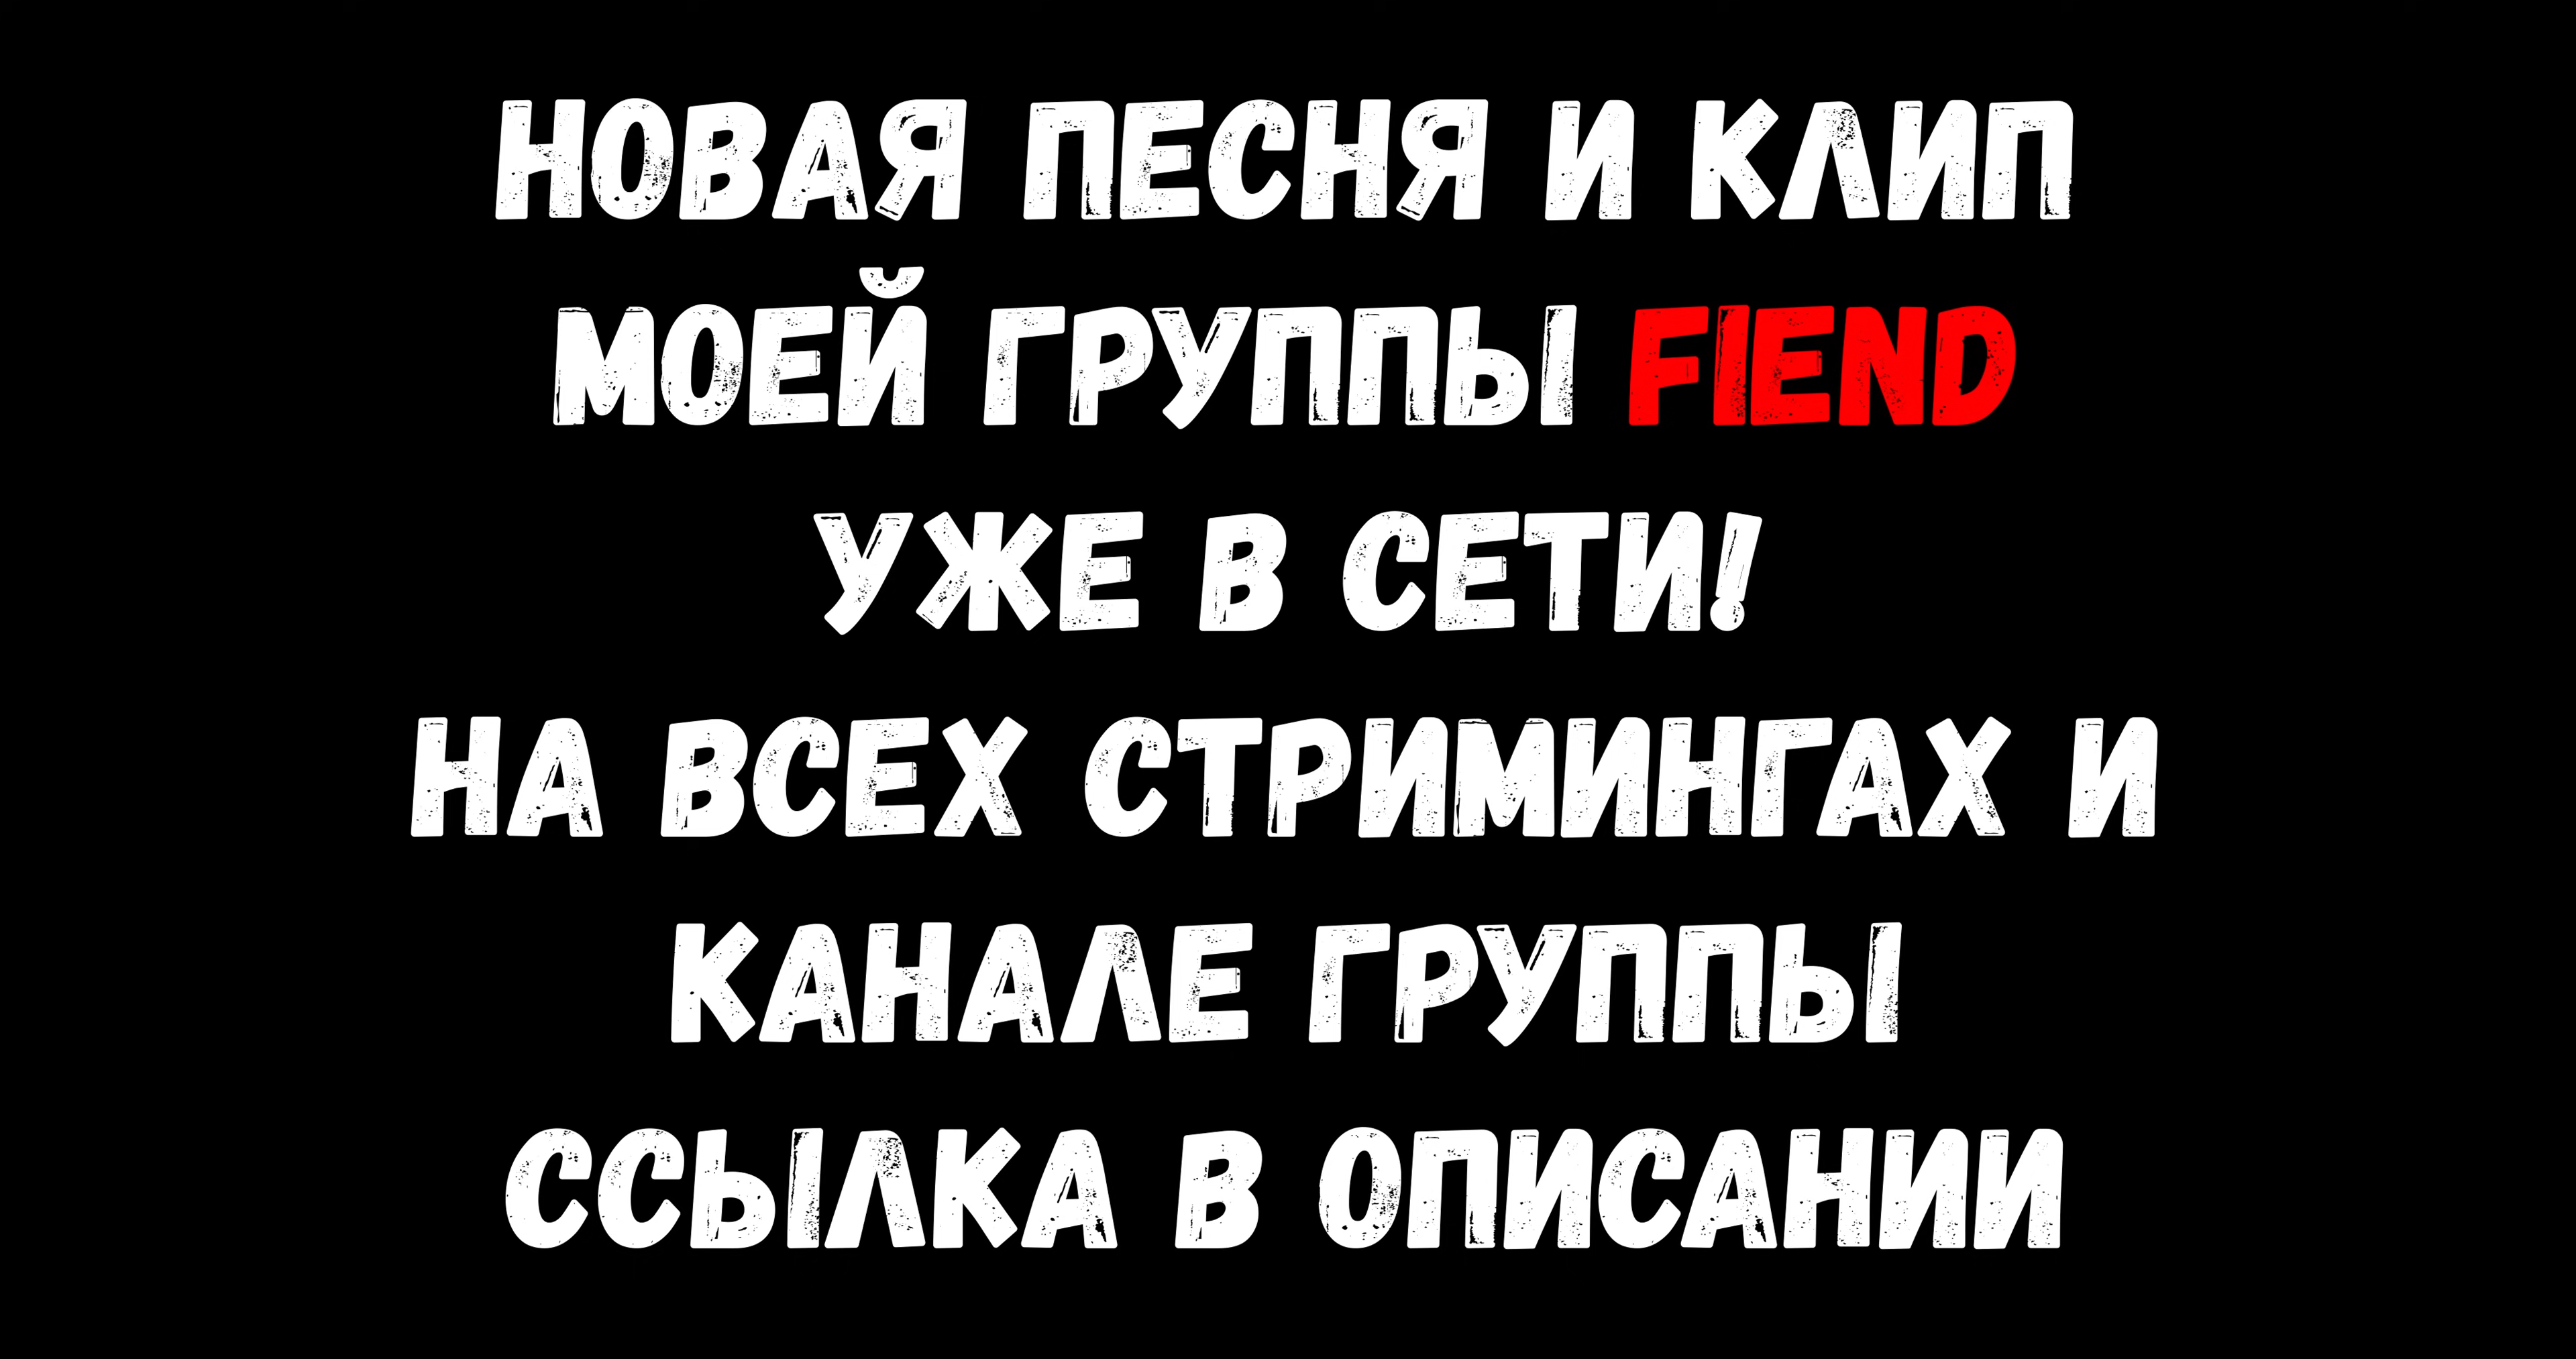 НОВАЯ ПЕСНЯ И КЛИП
МОЕЙ ГРУППЫ FIEND
УЖЕ В СЕТИ!
НА ВСЕХ СТРИМИНГАХ И
КАНАЛЕ ГРУППЫ
ССЫЛКА В ОПИСАНИИ